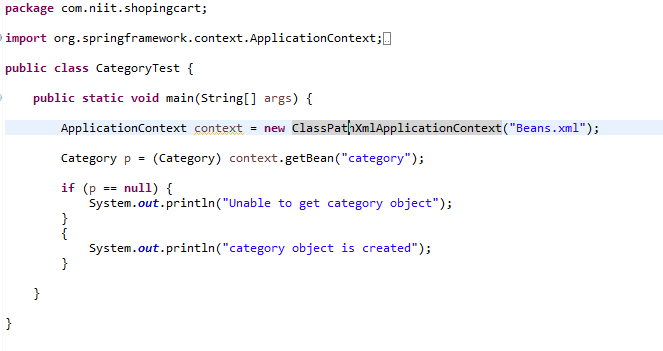 package com.niit.shopingcart;
import org.springframework.context.ApplicationContext;
public class CategoryTest {
public static void main(String[] args) {
ApplicationContext context = new ClassPathXmlApplicationContext("Beans.xml");
Category p = (Category) context.getBean("category");
if (p == null) {
System.out.println("Unable to get category object");
}
{
System.out.println("category object is created");
}
}
}